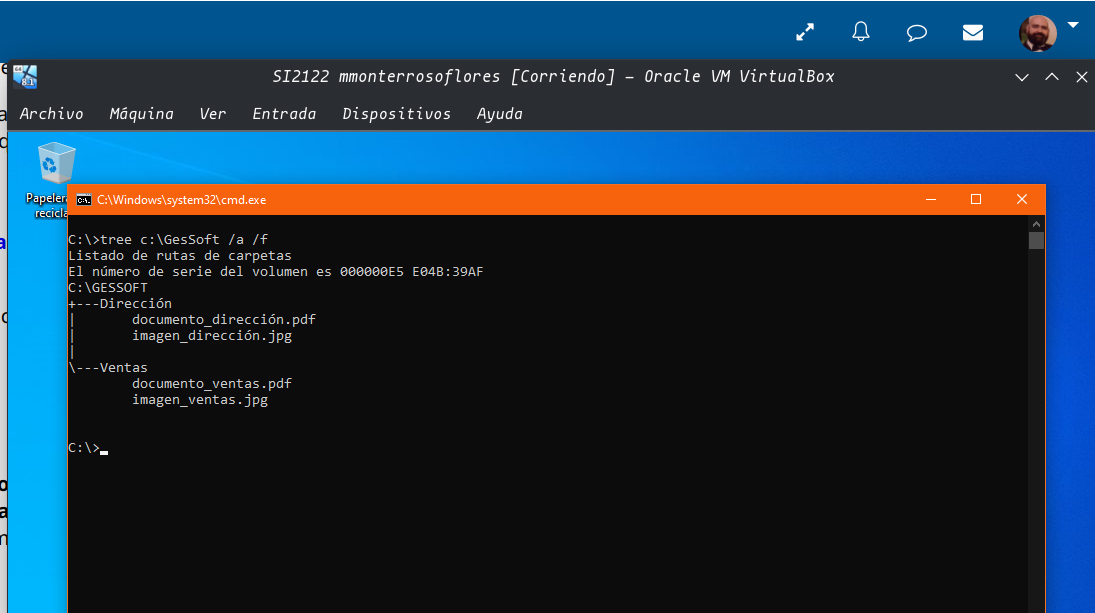 SI2122 mmonterrosoflores [Corriendo] – Oracle VM VirtualBox
Archivo Máquina Ver Entrada Dispositivos Ayuda
Papelera
recicla
C:\Windows\system32\cmd.exe
C:\>tree c:\GesSoft /a /f
Listado de rutas de carpetas
El número de serie del volumen es 000000E5 E04B:39AF
C:\GESSOFT
+---Dirección
|       documento_dirección.pdf
|       imagen_dirección.jpg
|
\---Ventas
        documento_ventas.pdf
        imagen_ventas.jpg
C:\>